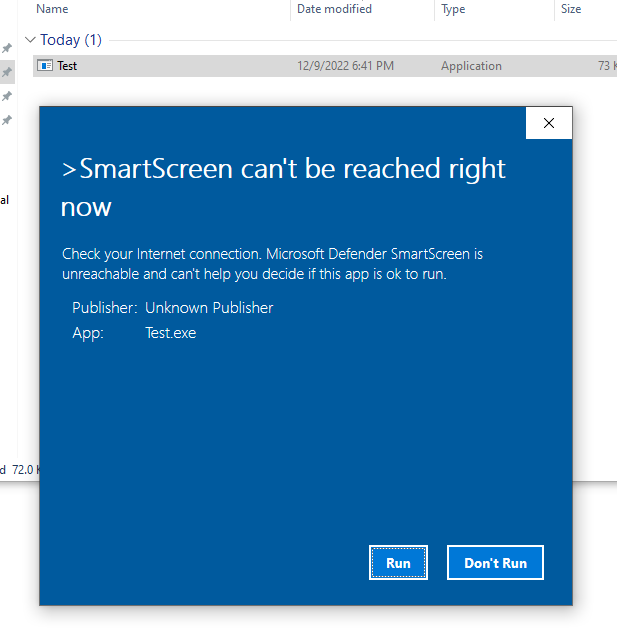 Name Date modified Type Size
Today (1)
Test 12/9/2022 6:41 PM Application 73
>SmartScreen can't be reached right
now
al
Check your Internet connection. Microsoft Defender SmartScreen is
unreachable and can't help you decide if this app is ok to run.
Publisher: Unknown Publisher
App: Test.exe
d 72.0
Run Don't Run